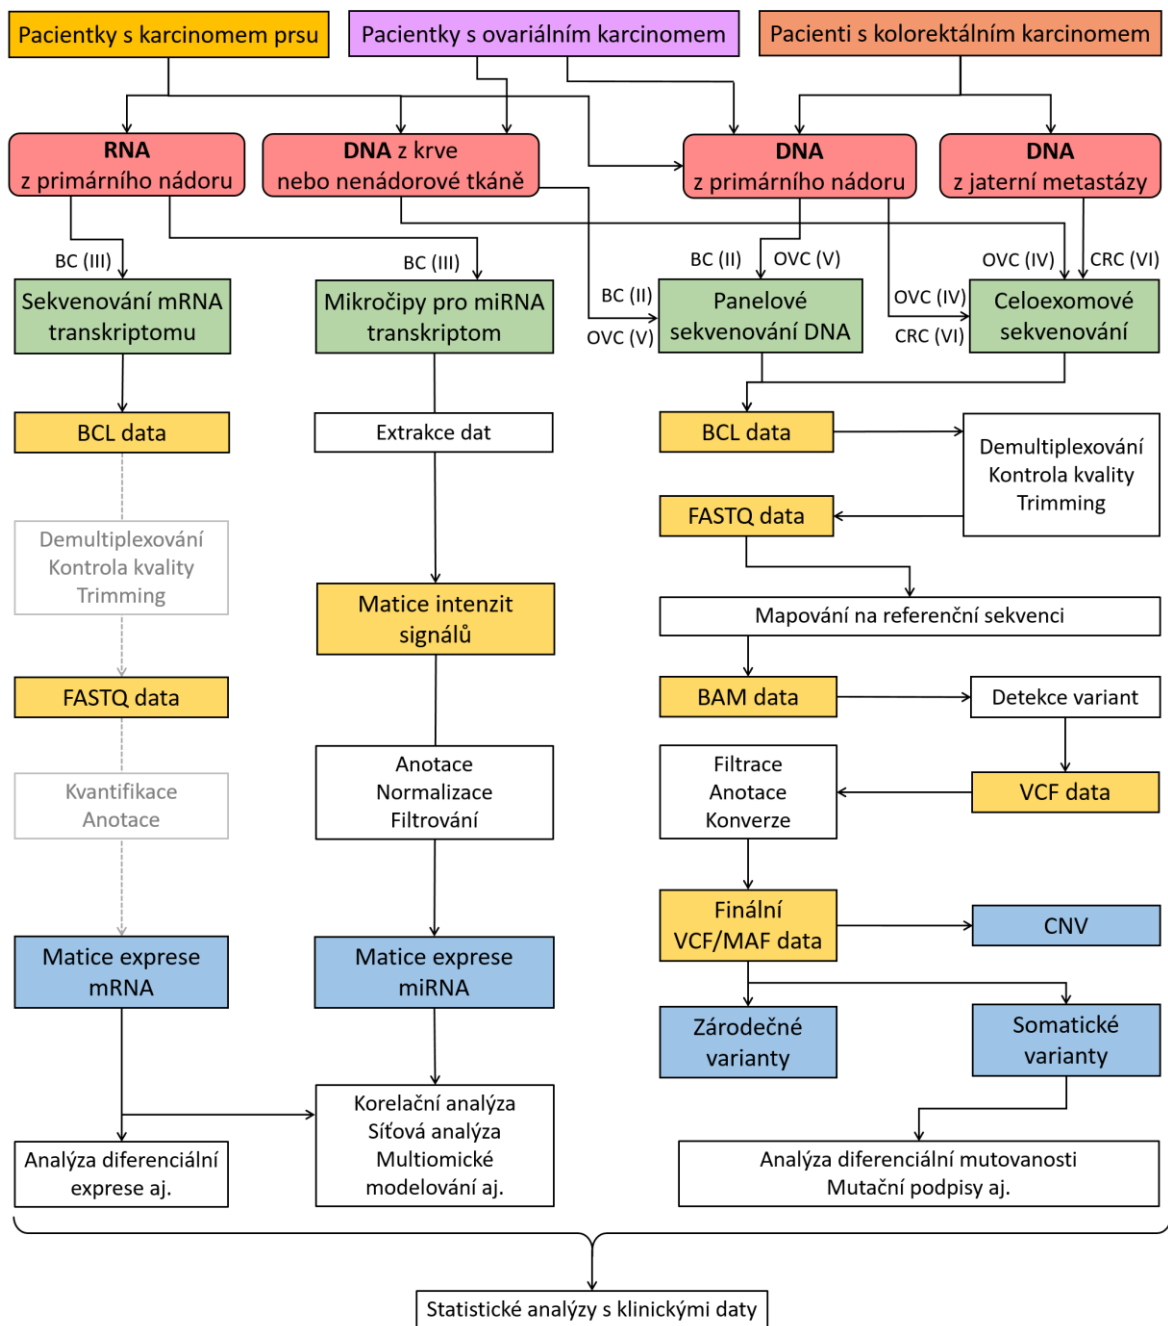 Pacientky s karcinomem prsu
Pacientky s ovariálním karcinomem
Pacienti s kolorektálním karcinomem
RNA
z primárního nádoru
DNA z krve
nebo nenádorové tkáně
DNA
z primárního nádoru
DNA
z jaterní metastázy
BC (III)
BC (III)
BC (II)
OVC (V)
OVC (IV)
CRC (VI)
BC (II)
OVC (V)
OVC (IV)
CRC (VI)
Sekvenování mRNA
transkriptomu
Mikročipy pro miRNA
transkriptom
Panelové
sekvenování DNA
Celoexomové
sekvenování
BCL data
Extrakce dat
BCL data
Demultiplexování
Kontrola kvality
Trimming
FASTQ data
Demultiplexování
Kontrola kvality
Trimming
Matice intenzit
signálů
Mapování na referenční sekvenci
FASTQ data
BAM data
Detekce variant
Kvantifikace
Anotace
Anotace
Normalizace
Filtrování
Filtrace
Anotace
Konverze
VCF data
Matice exprese
mRNA
Matice exprese
miRNA
Finální
VCF/MAF data
CNV
Zárodečné
varianty
Somatické
varianty
Analýza diferenciální
exprese aj.
Korelační analýza
Síťová analýza
Multiomické
modelování aj.
Analýza diferenciální mutovanosti
Mutační podpisy aj.
Statistické analýzy s klinickými daty